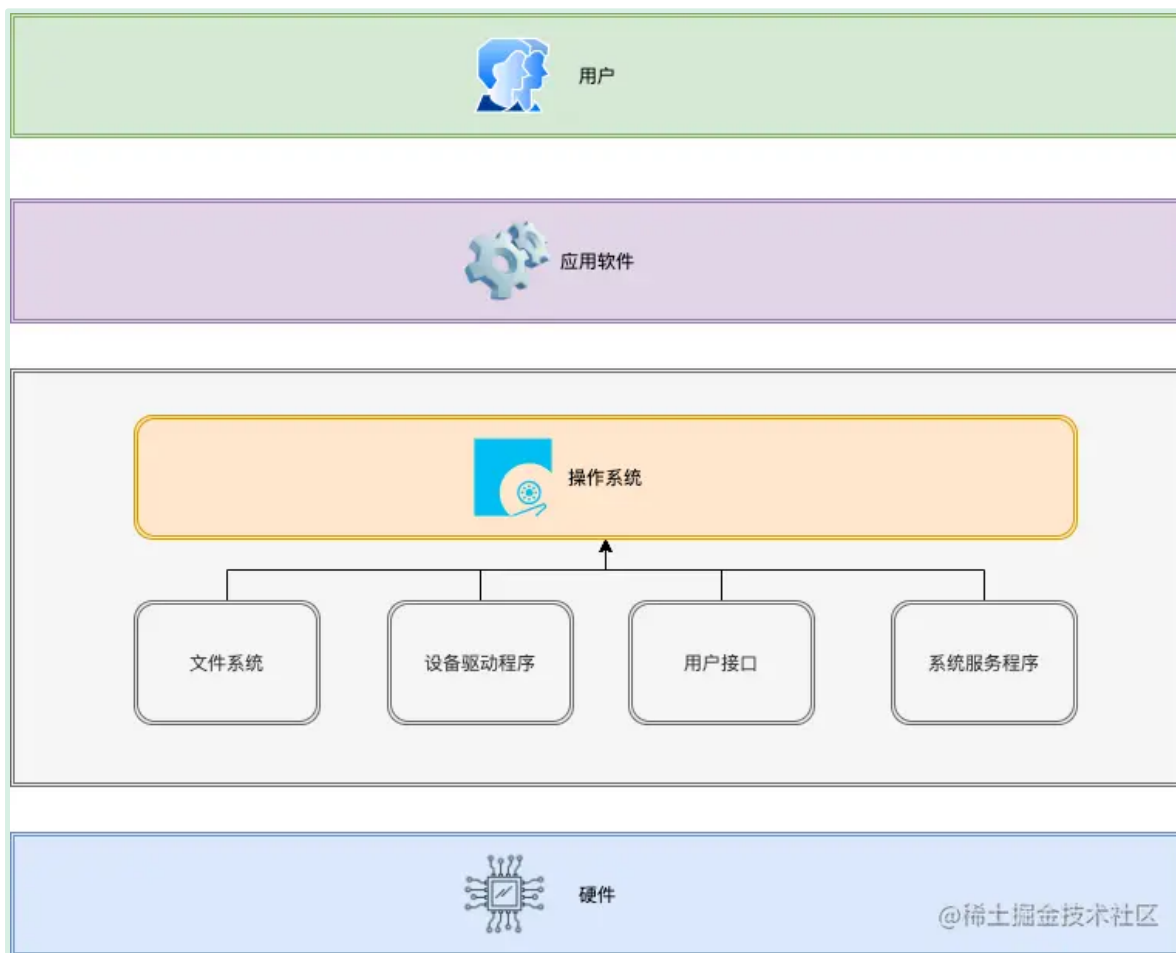 用户
应用软件
操作系统
文件系统
设备驱动程序
用户接口
系统服务程序
硬件
@稀土掘金技术社区